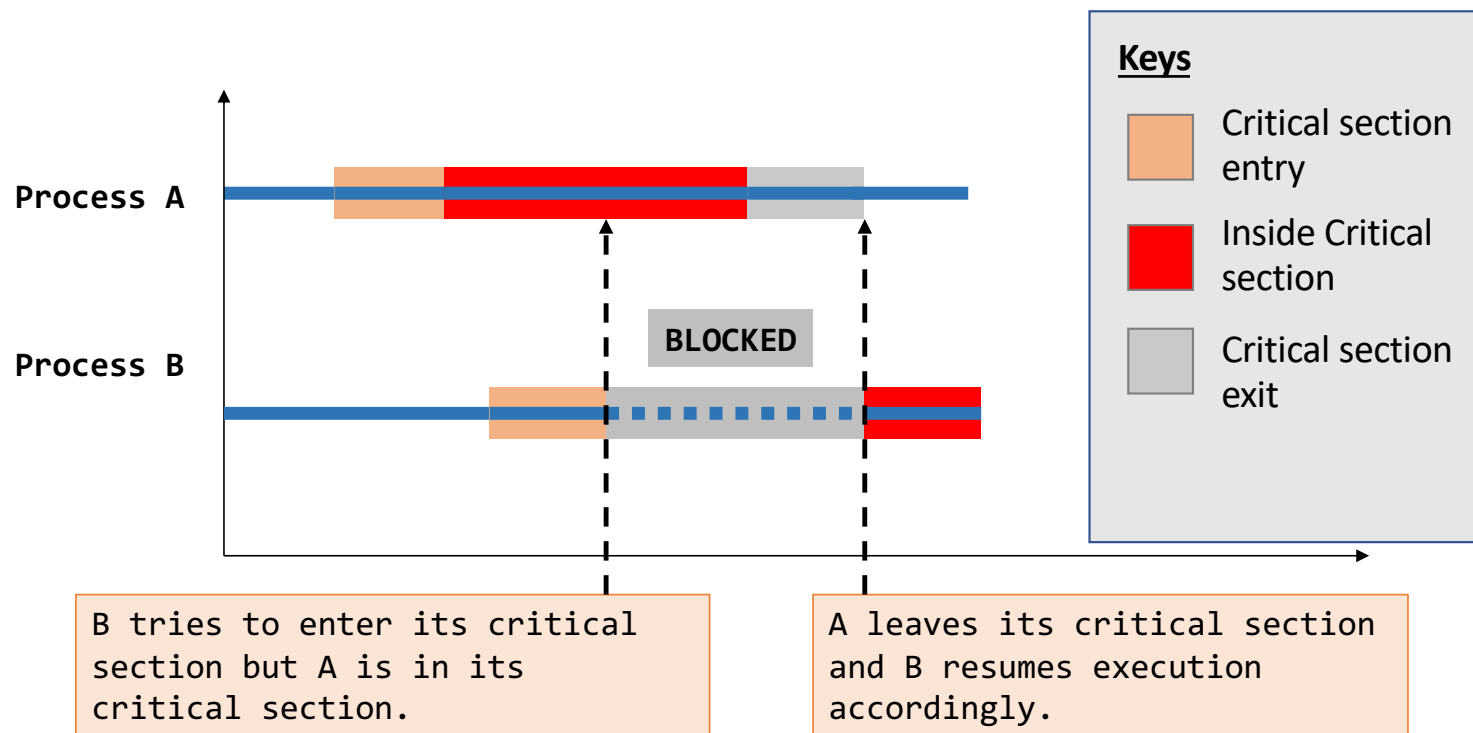 Keys
Critical section
entry
Inside Critical
section
Critical section
exit
Process A
BLOCKED
Process B
B tries to enter its critical
section but A is in its
critical section.
A leaves its critical section
and B resumes execution
accordingly.